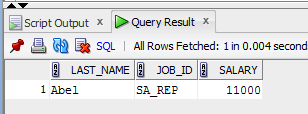 Script Output Query Result
SQL All Rows Fetched: 1 in 0.004 seconds
LAST_NAME JOB_ID SALARY
1 Abel SA_REP 11000